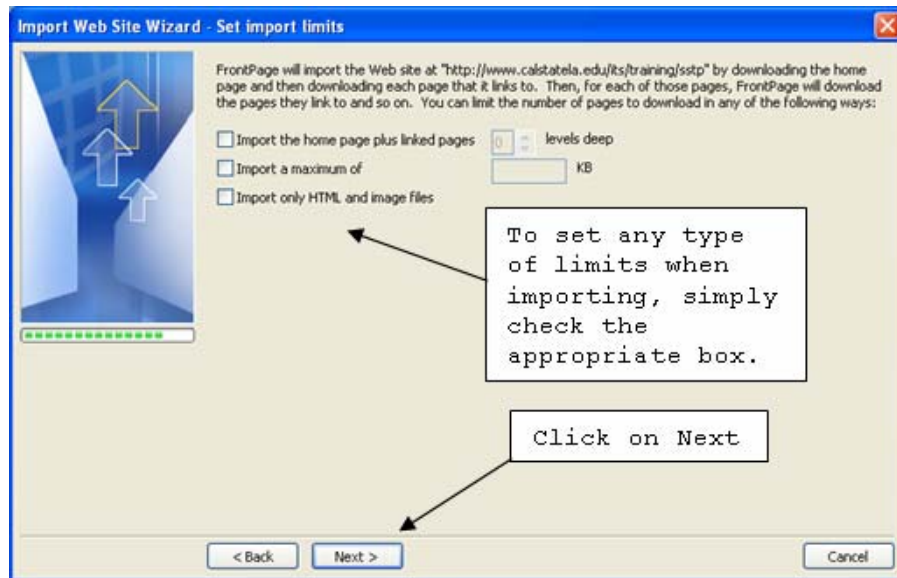 Import Web Site Wizard - Set import limits
FrontPage will import the Web site at "http://www.calstatela.edu/its/training/sstp" by downloading the home
page and then downloading each page that it links to. Then, for each of those pages, FrontPage will download
the pages they link to and so on. You can limit the number of pages to download in any of the following ways:
Import the home page plus linked pages 0 levels deep
Import a maximum of KB
Import only HTML and image files
To set any type
of limits when
importing, simply
check the
appropriate box.
Click on Next
< Back Next > Cancel